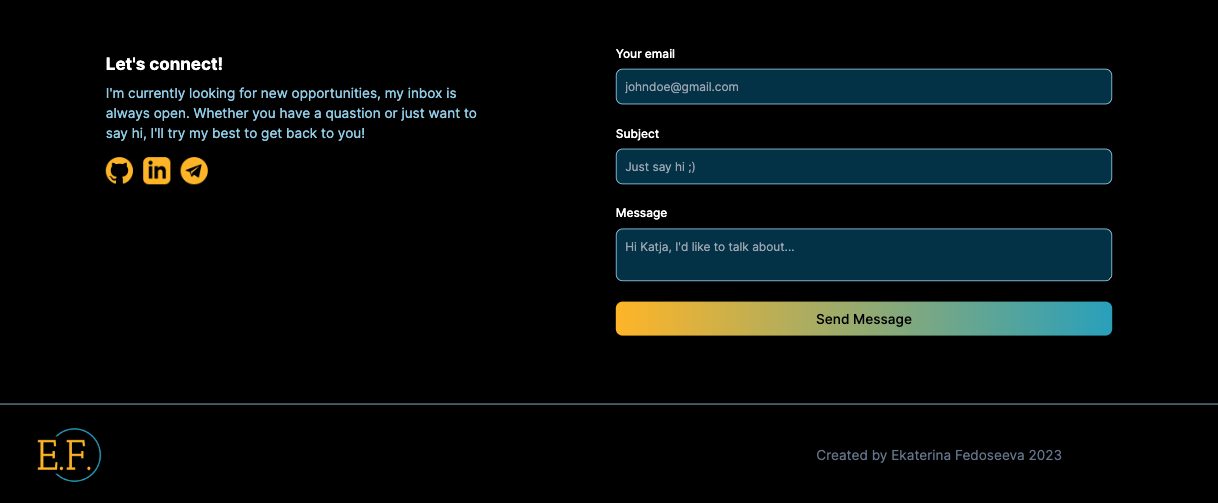 Let's connect!
I'm currently looking for new opportunities, my inbox is
always open. Whether you have a quastion or just want to
say hi, I'll try my best to get back to you!
in
Your email
johndoe@gmail.com
Subject
Just say hi ;)
Message
Hi Katja, I'd like to talk about...
Send Message
E.F.
Created by Ekaterina Fedoseeva 2023